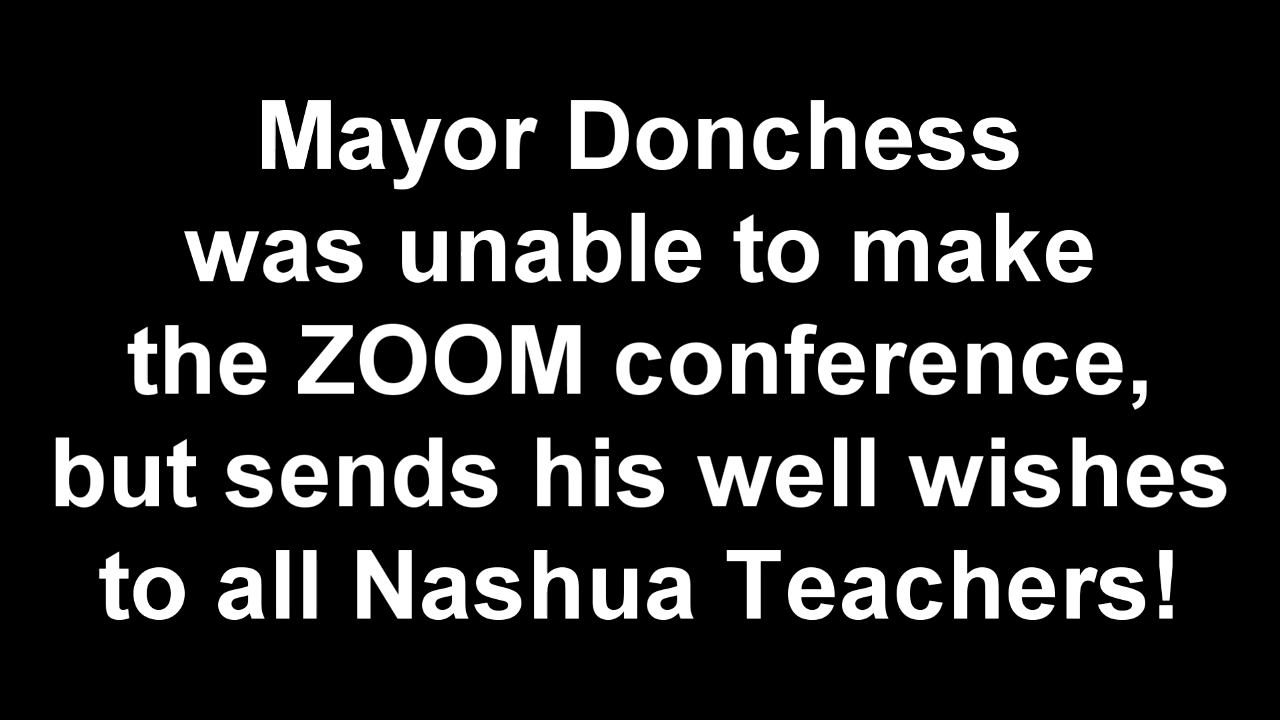 Mayor Donchess
was unable to make
the ZOOM conference,
but sends his well wishes
to all Nashua Teachers!